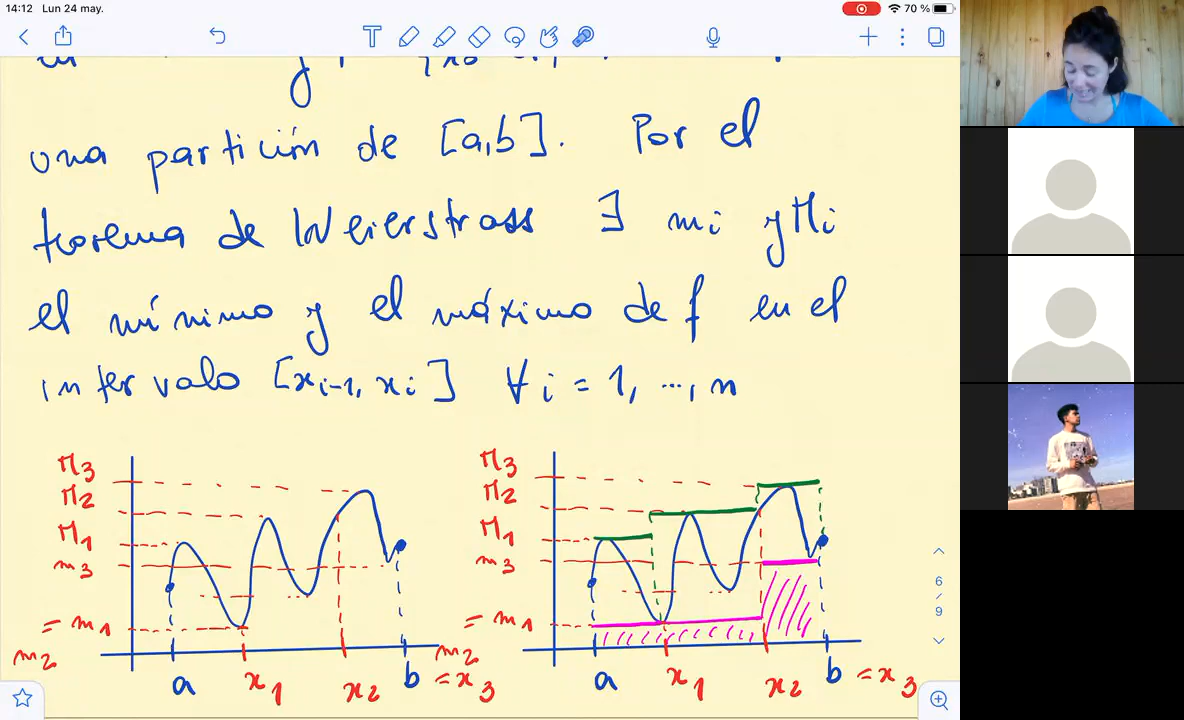 14:12 Lun 24 may.
70 %
una partición de [a,b]. Por el
teorema de Weierstrass ∃ mi y Mi
el mínimo y el máximo de f en el
intervalo [xi-1, xi] ∀i = 1, ..., n
M3
M2
M1
m3
= m1
m2
a x1 x2 b = x3
M3
M2
M1
m3
= m1
m2
a x1 x2 b = x3
6
/
9